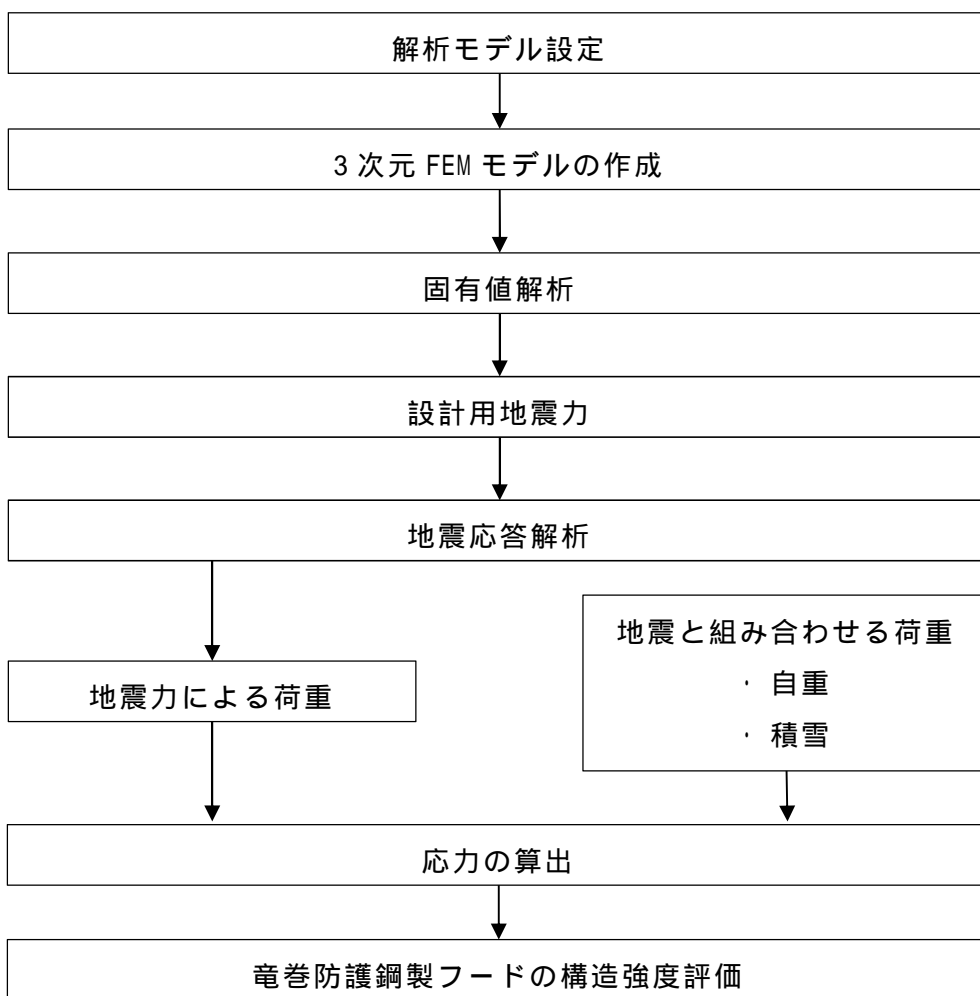 解析モデル設定
3次元 FEM モデルの作成
固有値解析
設計用地震力
地震応答解析
地震と組み合わせる荷重
・ 自重
・ 積雪
地震力による荷重
応力の算出
竜巻防護鋼製フードの構造強度評価